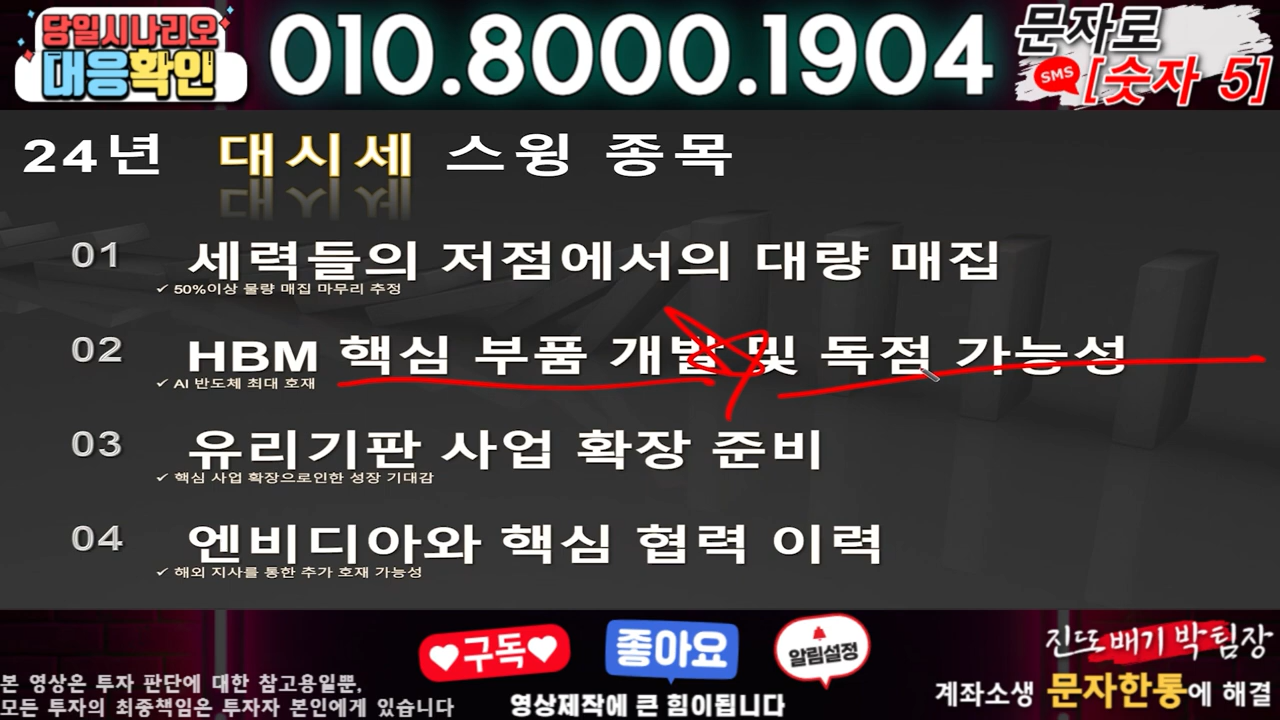 당일시나리오
대응확인
010.8000.1904
문자로
SMS
[숫자 5]
24년 대시세 스윙 종목
01 세력들의 저점에서의 대량 매집
✓ 50%이상 물량 매집 마무리 추정
02 HBM 핵심 부품 개발 및 독점 가능성
✓ AI 반도체 최대 호재
03 유리기판 사업 확장 준비
✓ 핵심 사업 확장으로인한 성장 기대감
04 엔비디아와 핵심 협력 이력
✓ 해외 지사를 통한 추가 호재 가능성
본 영상은 투자 판단에 대한 참고용일뿐,
모든 투자의 최종책임은 투자자 본인에게 있습니다
구독
좋아요
알림설정
영상제작에 큰 힘이됩니다
진또배기 박팀장
계좌소생 문자한통에 해결